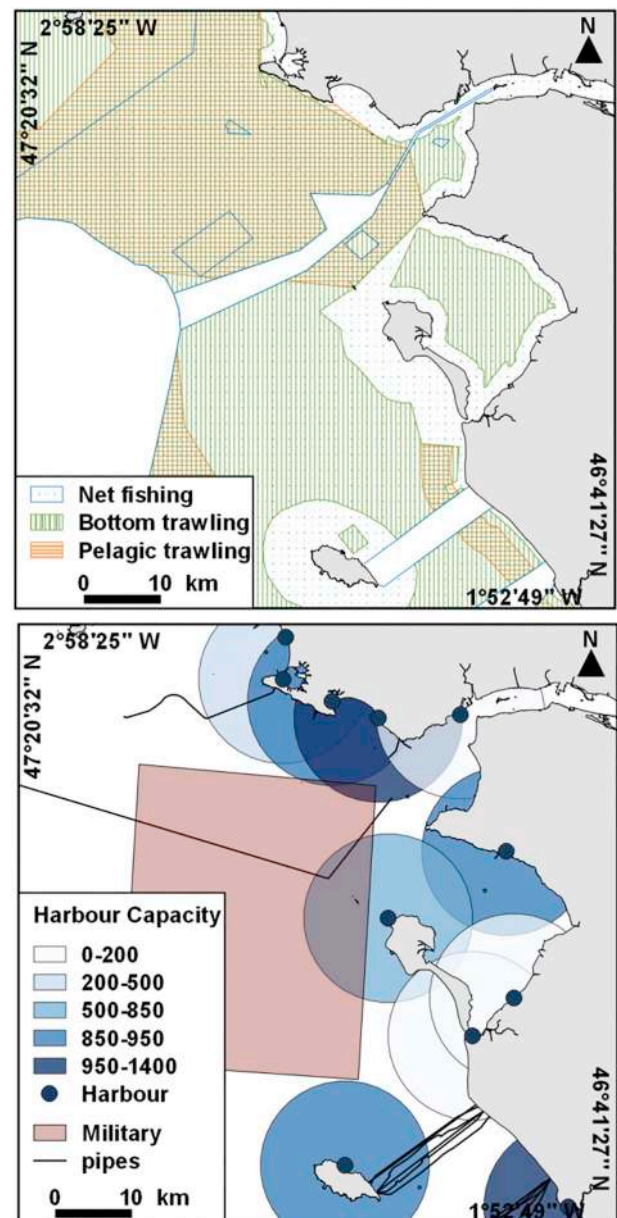 2°58'25" W
N
47°20'32" N
Net fishing
Bottom trawling
Pelagic trawling
0 10 km
46°41'27" N
1°52'49" W
2°58'25" W
N
47°20'32" N
Harbour Capacity
0-200
200-500
500-850
850-950
950-1400
Harbour
Military
pipes
0 10 km
46°41'27" N
1°52'49" W